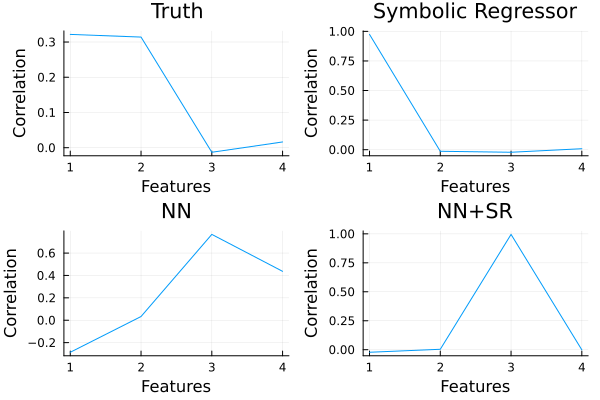 Truth
Correlation
0.3
0.2
0.1
0.0
1 2 3 4
Features
Symbolic Regressor
Correlation
1.00
0.75
0.50
0.25
0.00
1 2 3 4
Features
NN
Correlation
0.6
0.4
0.2
0.0
−0.2
1 2 3 4
Features
NN+SR
Correlation
1.00
0.75
0.50
0.25
0.00
1 2 3 4
Features